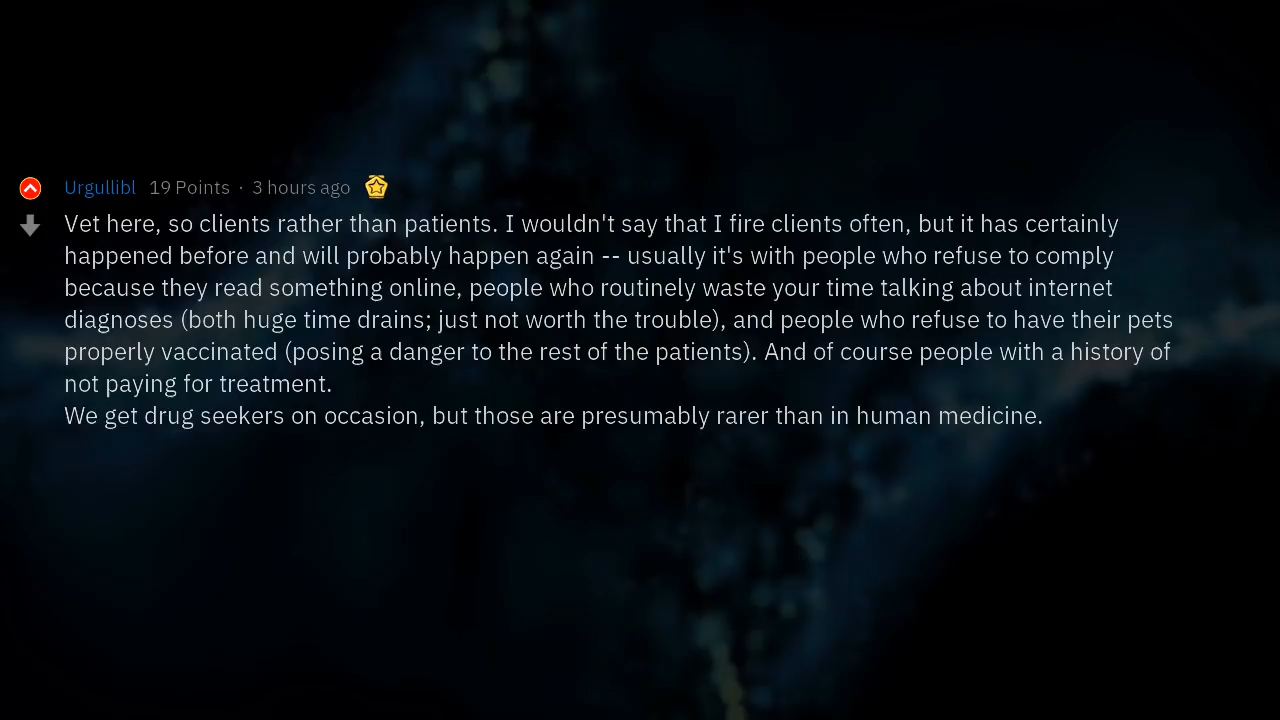 Urgullibl 19 Points · 3 hours ago
Vet here, so clients rather than patients. I wouldn't say that I fire clients often, but it has certainly
happened before and will probably happen again -- usually it's with people who refuse to comply
because they read something online, people who routinely waste your time talking about internet
diagnoses (both huge time drains; just not worth the trouble), and people who refuse to have their pets
properly vaccinated (posing a danger to the rest of the patients). And of course people with a history of
not paying for treatment.
We get drug seekers on occasion, but those are presumably rarer than in human medicine.